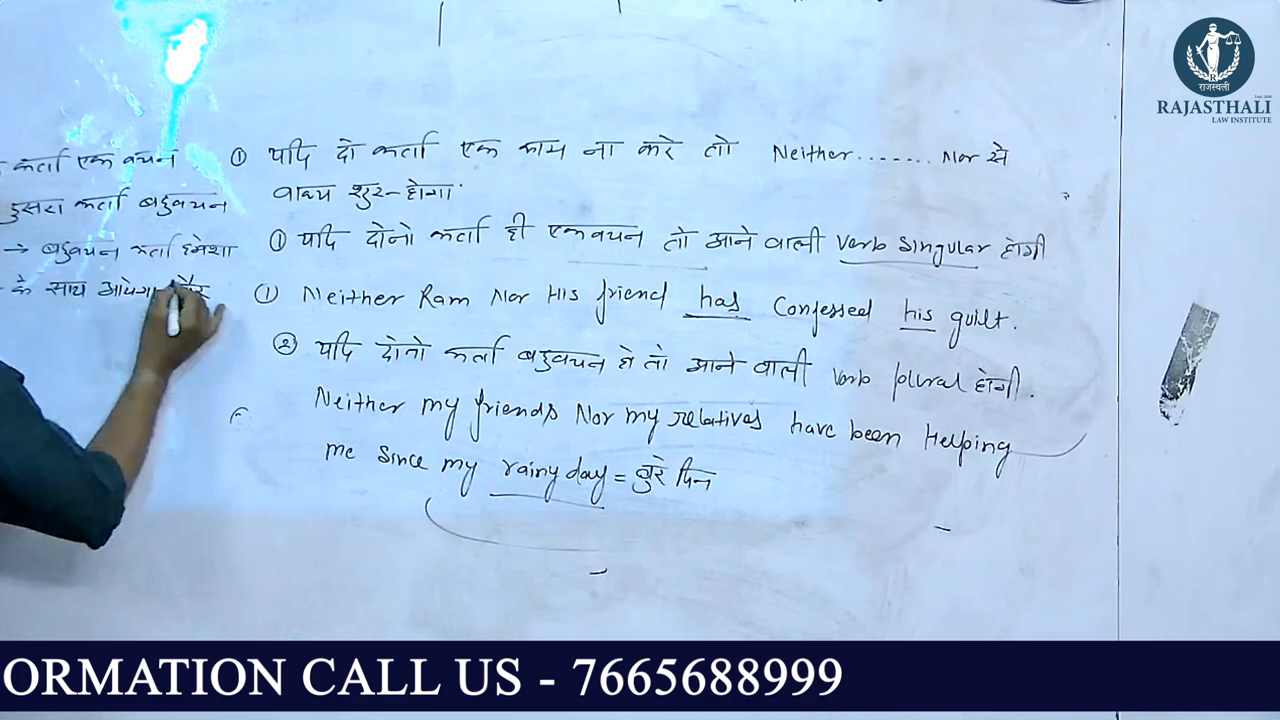 कर्ता एक वचन
दुसरा कर्ता बहुवचन
→ बहुवचन कर्ता हमेशा
के साथ आयेगा और
① यदि दो कर्ता एक काम ना करे तो Neither........ Nor से
वाक्य शुरु होगा
① यदि दोनो कर्ता ही एकवचन तो आने वाली verb singular होगी
① Neither Ram Nor His friend has Confessed his guilt.
② यदि दोनो कर्ता बहुवचन हो तो आने वाली verb plural होगी.
Neither my friends Nor my relatives have been Helping
me since my rainy day = बुरे दिन
राजस्थली
RAJASTHALI
LAW INSTITUTE
ORMATION CALL US - 7665688999